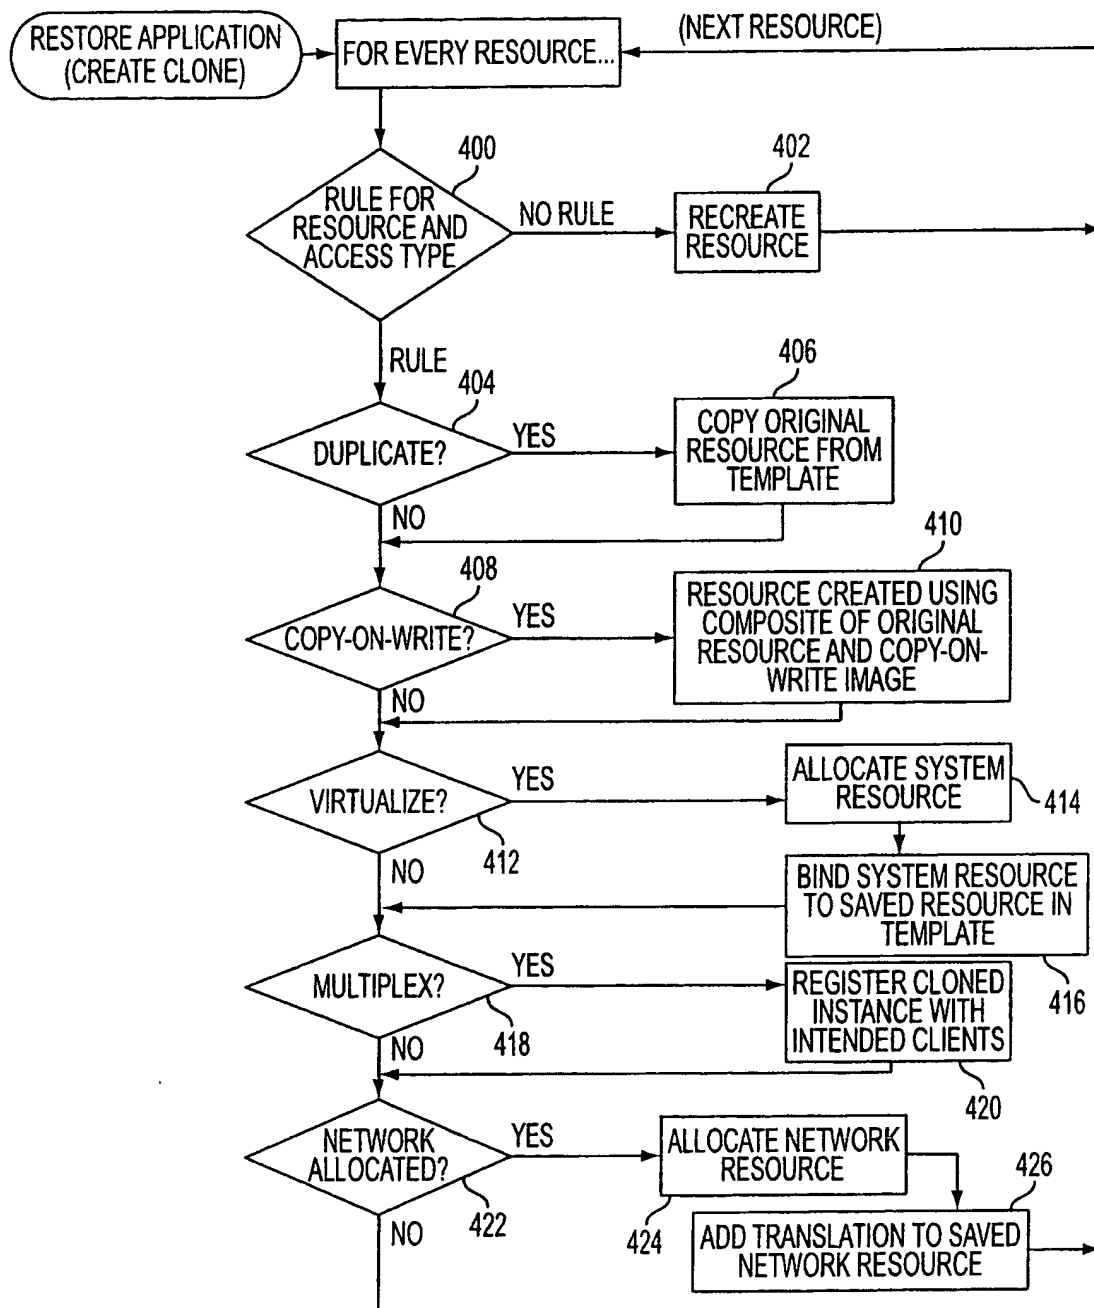 RESTORE APPLICATION
(CREATE CLONE)
FOR EVERY RESOURCE...
(NEXT RESOURCE)
400
RULE FOR
RESOURCE AND
ACCESS TYPE
NO RULE
402
RECREATE
RESOURCE
RULE
404
DUPLICATE?
YES
406
COPY ORIGINAL
RESOURCE FROM
TEMPLATE
NO
408
COPY-ON-WRITE?
YES
410
RESOURCE CREATED USING
COMPOSITE OF ORIGINAL
RESOURCE AND COPY-ON-
WRITE IMAGE
NO
VIRTUALIZE?
412
YES
ALLOCATE SYSTEM
RESOURCE
414
NO
BIND SYSTEM RESOURCE
TO SAVED RESOURCE IN
TEMPLATE
416
MULTIPLEX?
418
YES
REGISTER CLONED
INSTANCE WITH
INTENDED CLIENTS
420
NO
NETWORK
ALLOCATED?
422
YES
ALLOCATE NETWORK
RESOURCE
424
426
ADD TRANSLATION TO SAVED
NETWORK RESOURCE
NO